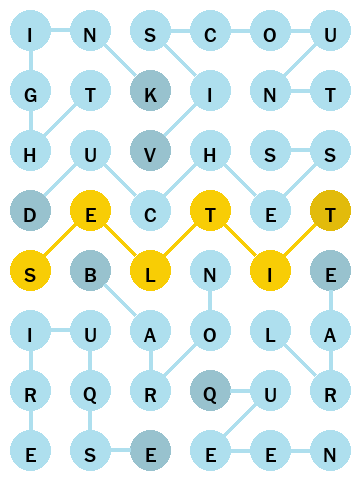 I N S C O U
G T K I N T
H U V H S S
D E C T E T
S B L N I E
I U A O L A
R Q R Q U R
E S E E E N